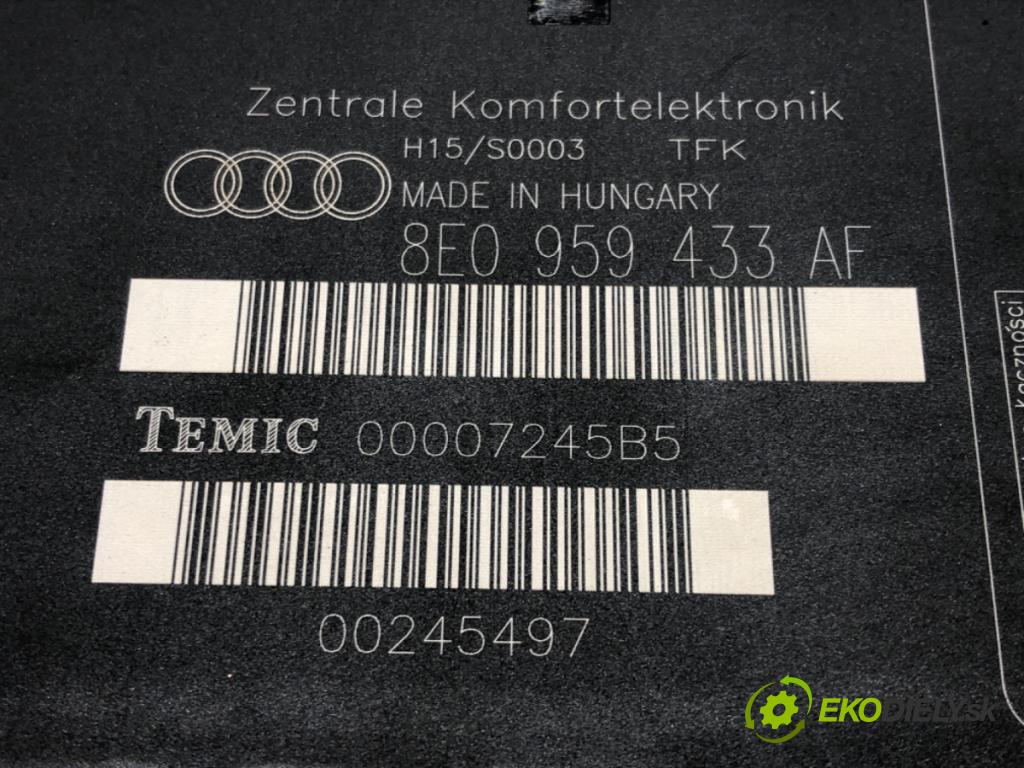 Zentrale Komfortelektronik
H15/S0003 TFK
MADE IN HUNGARY
8E0 959 433 AF
TEMIC 00007245B5
00245497
EKODIELY.SK